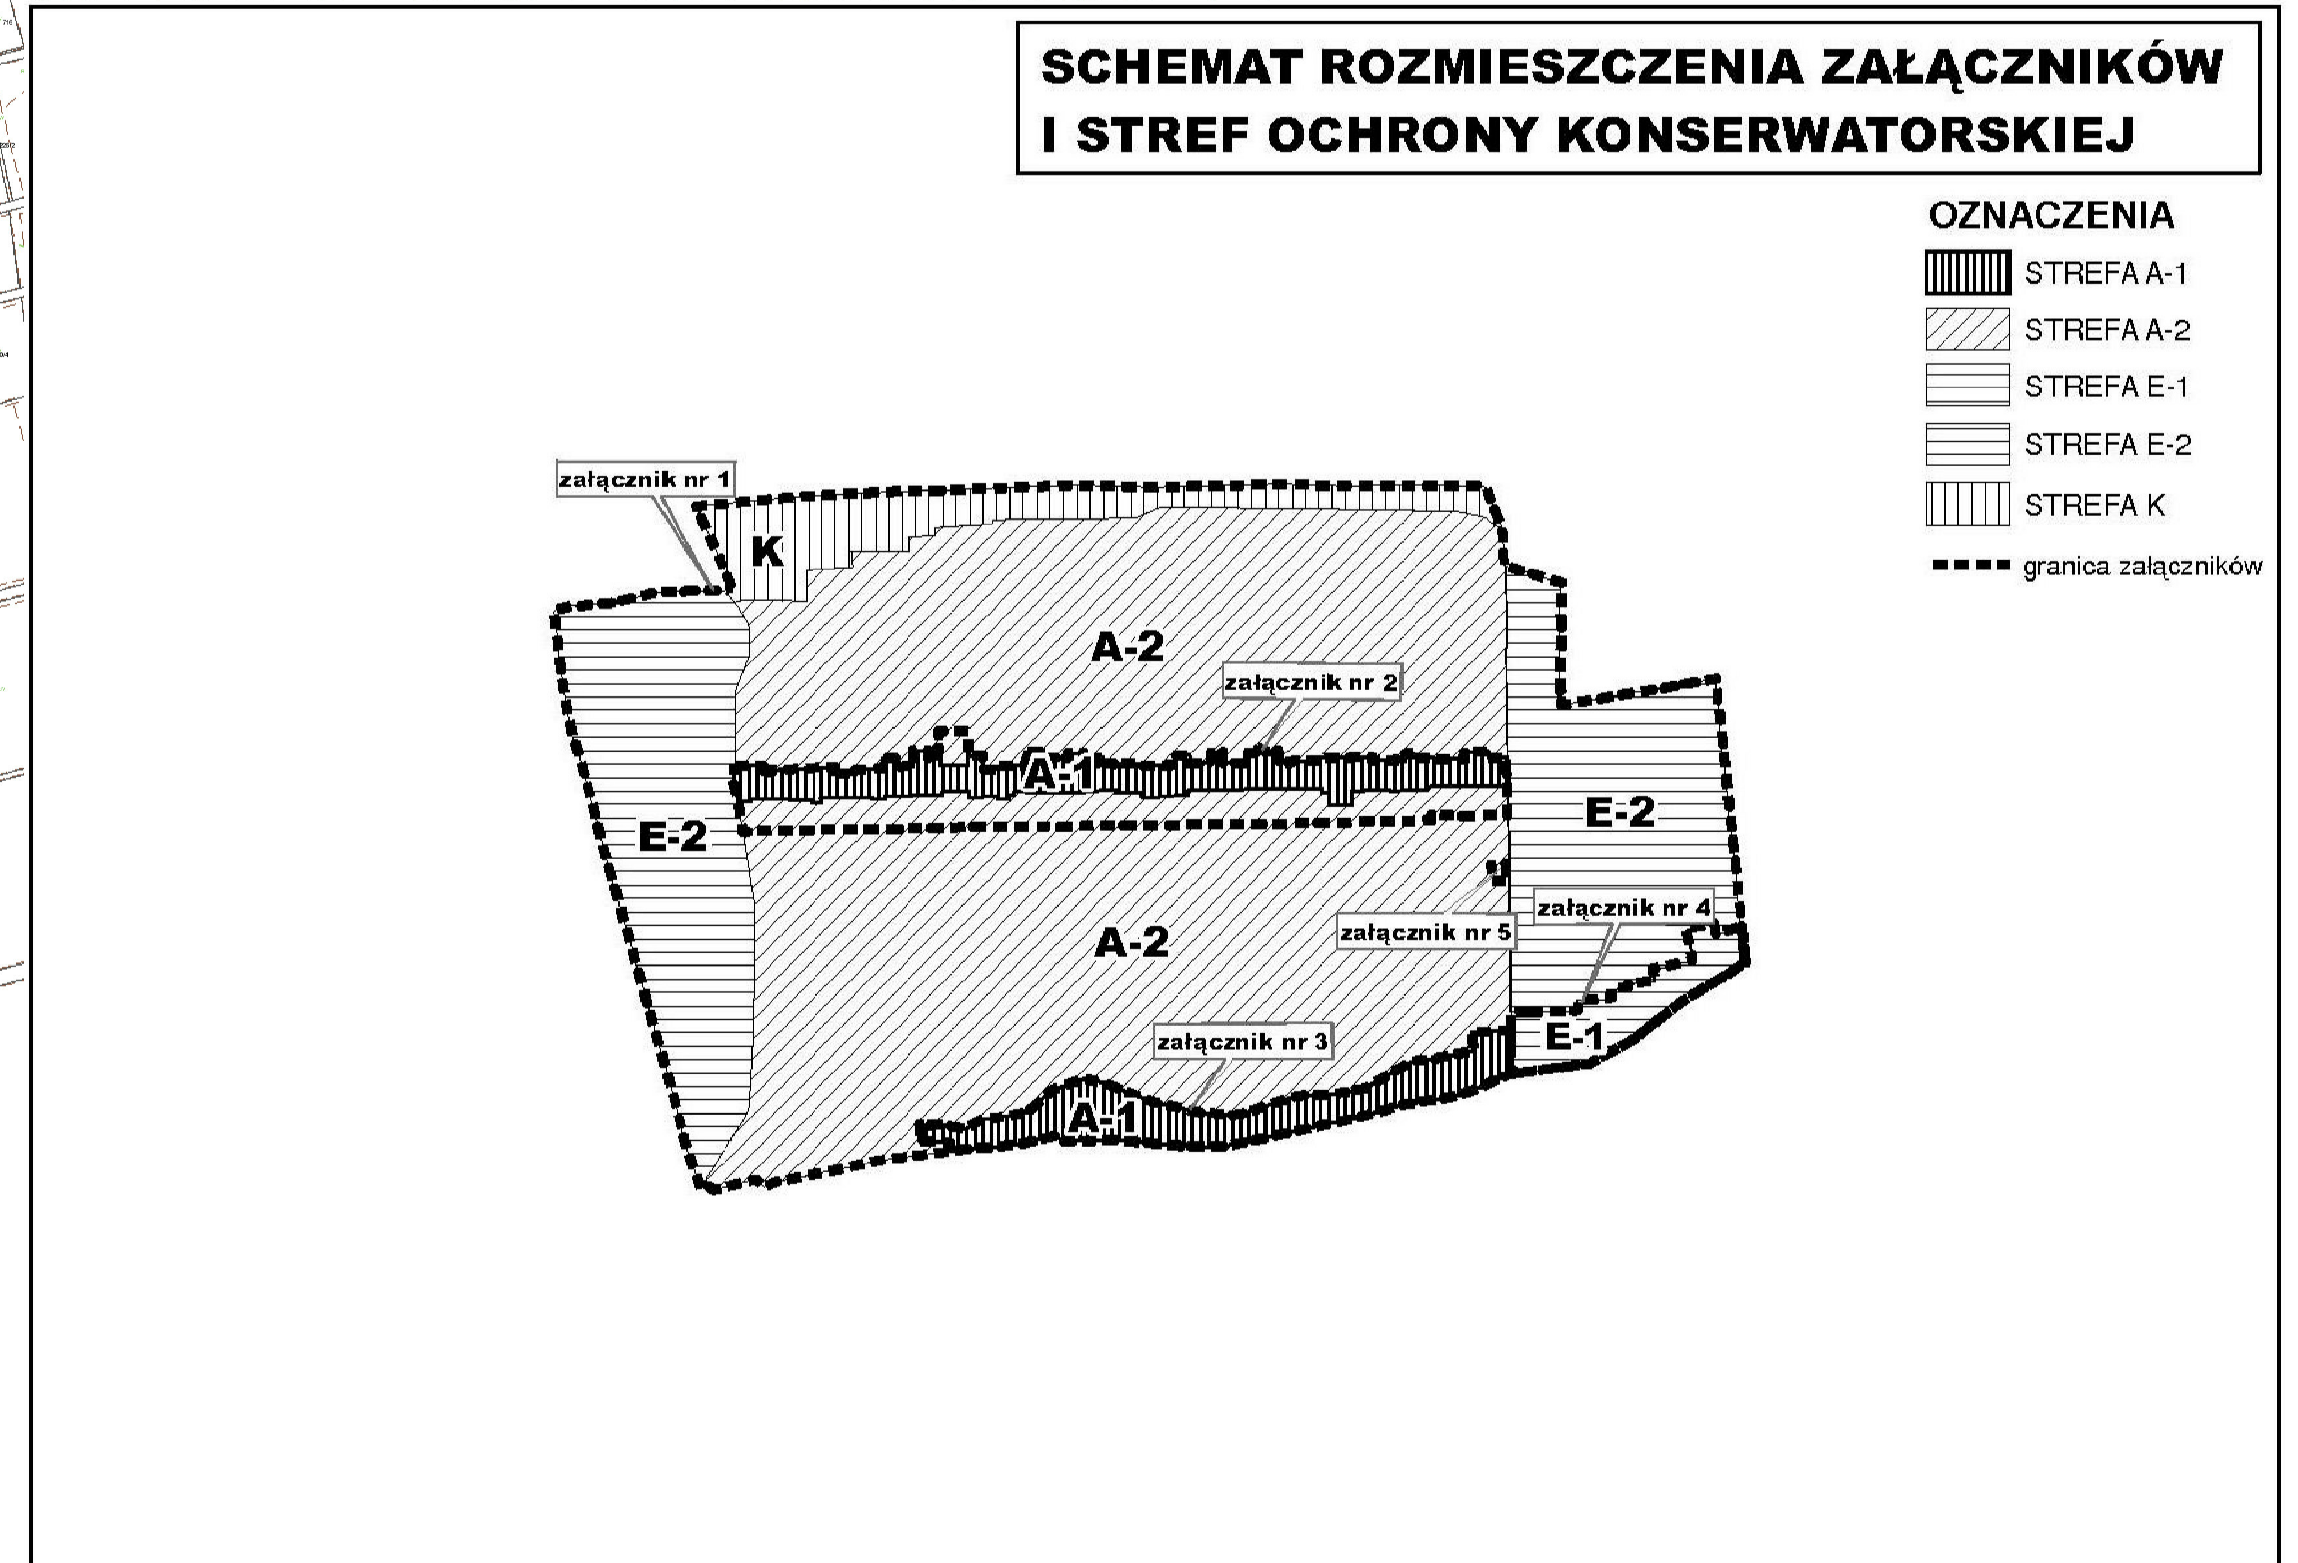 SCHEMAT ROZMIESZCZENIA ZAŁĄCZNIKÓW
I STREF OCHRONY KONSERWATORSKIEJ
OZNACZENIA
STREFA A-1
STREFA A-2
STREFA E-1
STREFA E-2
STREFA K
granica załączników
załącznik nr 1
K
A-2
załącznik nr 2
A-1
E-2
E-2
załącznik nr 4
załącznik nr 5
A-2
E-1
załącznik nr 3
A-1